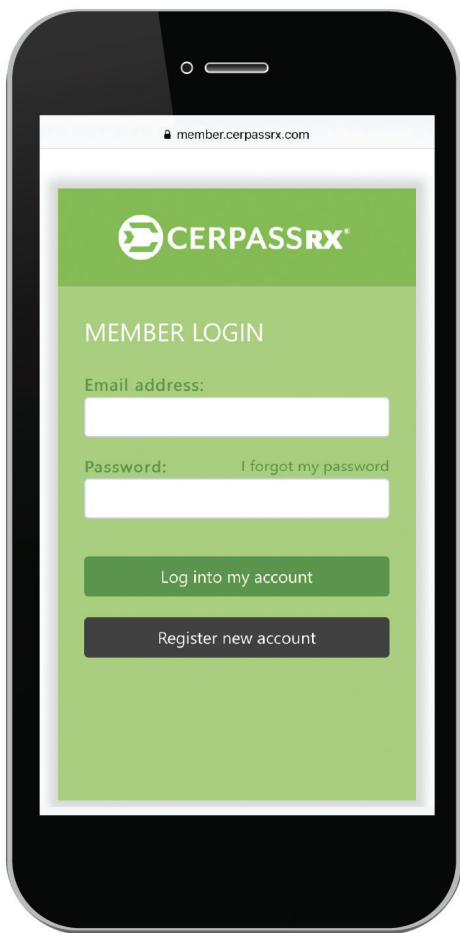 member.cerpassrx.com
CERPASSRX®
MEMBER LOGIN
Email address:
Password: I forgot my password
Log into my account
Register new account